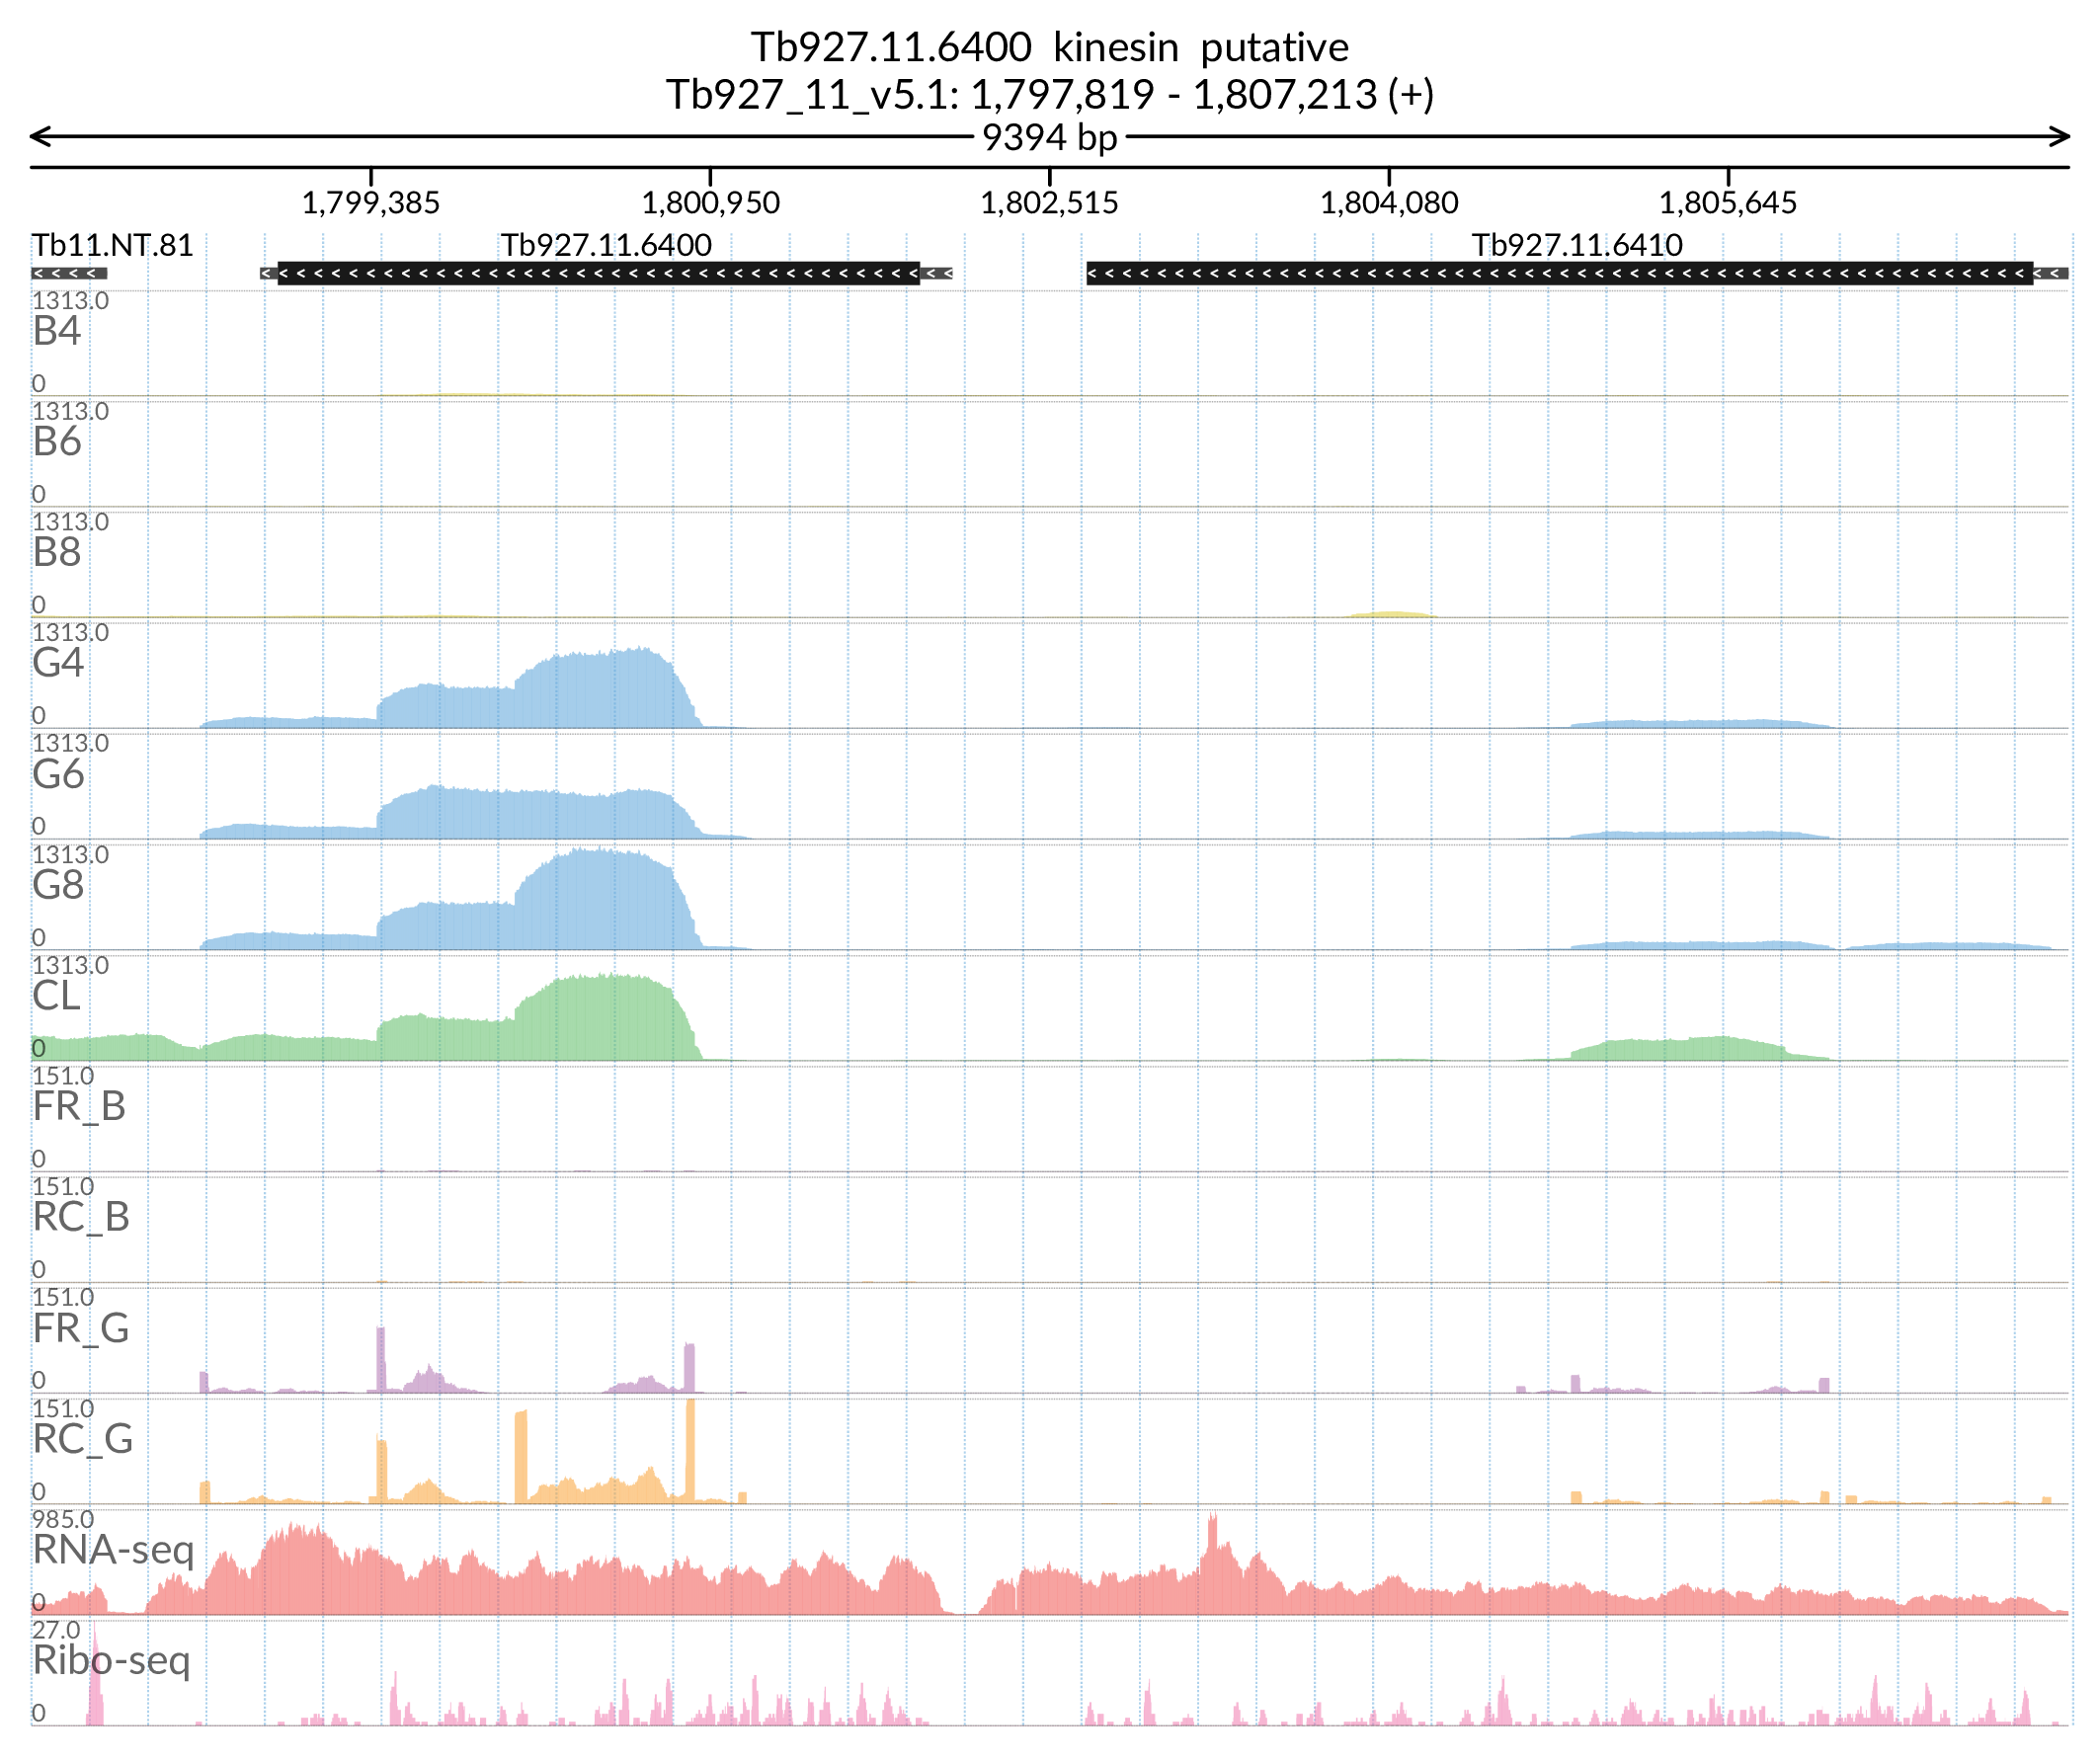 Tb927.11.6400 kinesin putative
Tb927_11_v5.1: 1,797,819 - 1,807,213 (+)
9394 bp
1,799,385 1,800,950 1,802,515 1,804,080 1,805,645
Tb11.NT.81 Tb927.11.6400 Tb927.11.6410
1313.0
B4
0
1313.0
B6
0
1313.0
B8
0
1313.0
G4
0
1313.0
G6
0
1313.0
G8
0
1313.0
CL
0
151.0
FR_B
0
151.0
RC_B
0
151.0
FR_G
0
151.0
RC_G
0
985.0
RNA-seq
0
27.0
Ribo-seq
0